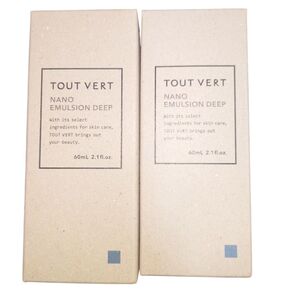 TOUT VERT
NANO
EMULSION DEEP
With its select
ingredients for skin care,
TOUT VERT brings out
your beauty.
60mL 2.1fl.oz.
TOUT VERT
NANO
EMULSION DEEP
With its select
ingredients for skin care,
TOUT VERT brings out
your beauty.
60mL 2.1fl.oz.